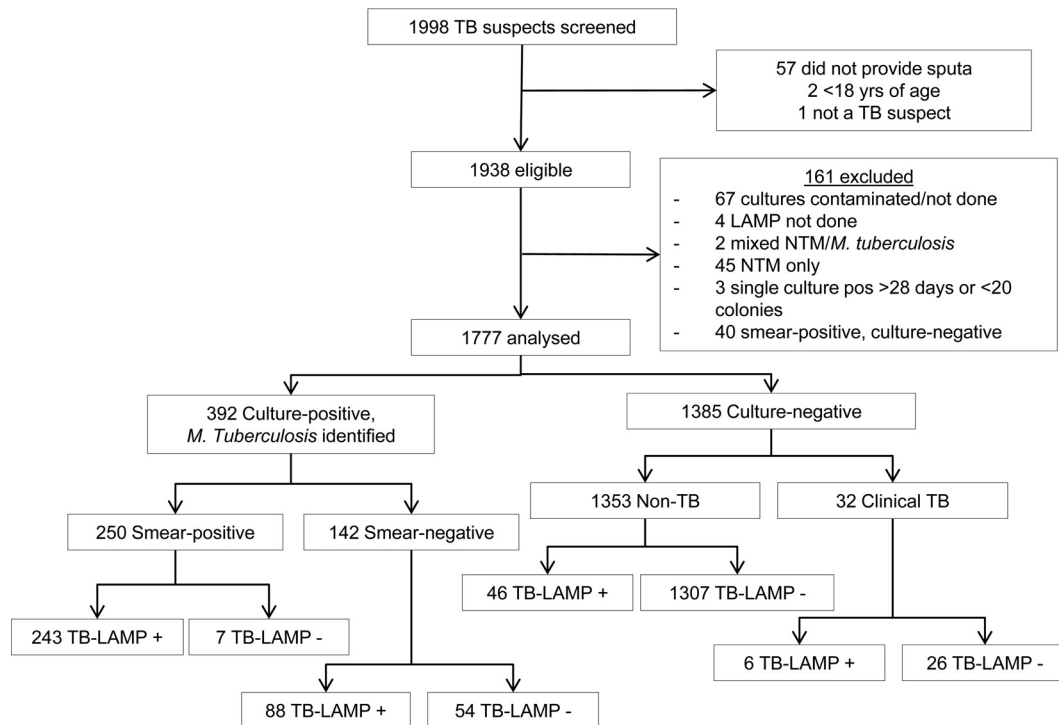 1998 TB suspects screened
57 did not provide sputa
2 <18 yrs of age
1 not a TB suspect
1938 eligible
161 excluded
- 67 cultures contaminated/not done
- 4 LAMP not done
- 2 mixed NTM/M. tuberculosis
- 45 NTM only
- 3 single culture pos >28 days or <20
colonies
- 40 smear-positive, culture-negative
1777 analysed
392 Culture-positive,
M. Tuberculosis identified
1385 Culture-negative
1353 Non-TB
32 Clinical TB
250 Smear-positive
142 Smear-negative
46 TB-LAMP +
1307 TB-LAMP -
243 TB-LAMP +
7 TB-LAMP -
6 TB-LAMP +
26 TB-LAMP -
88 TB-LAMP +
54 TB-LAMP -